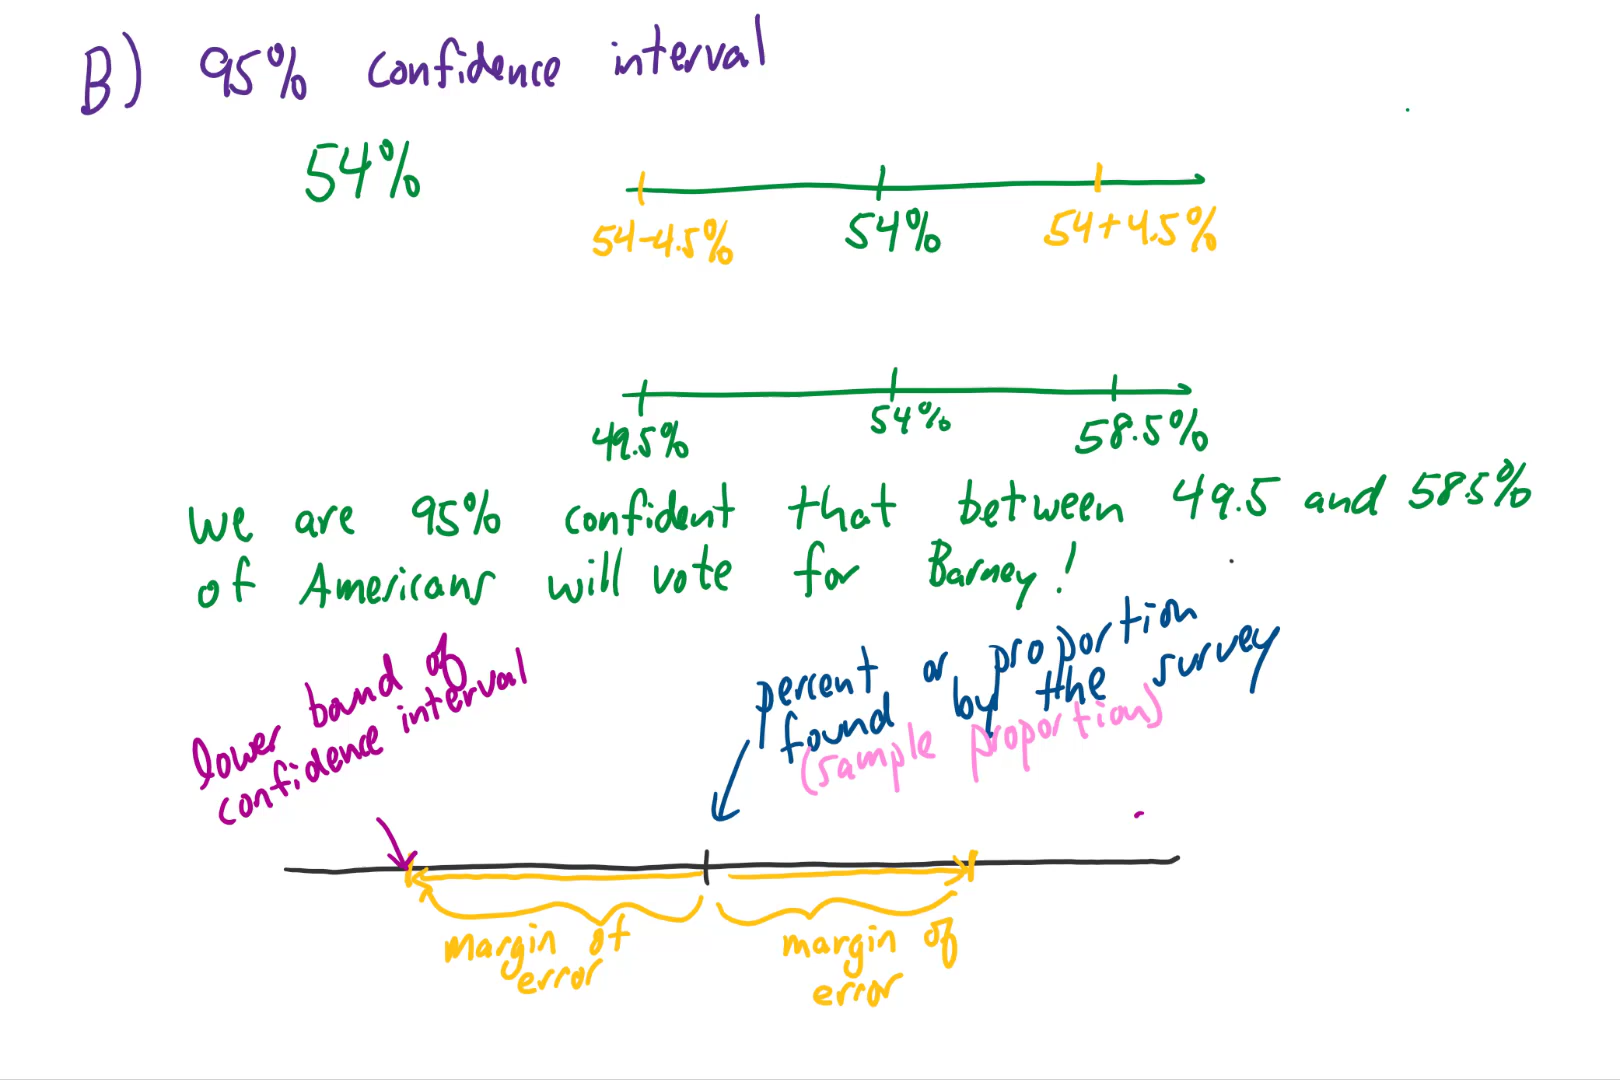 B) 95% confidence interval
54%
54-4.5% 54% 54+4.5%
49.5% 54% 58.5%
We are 95% confident that between 49.5 and 58.5%
of Americans will vote for Barney!
lower band of
confidence interval
percent or proportion
found by the survey
(sample proportion)
margin of
error
margin of
error